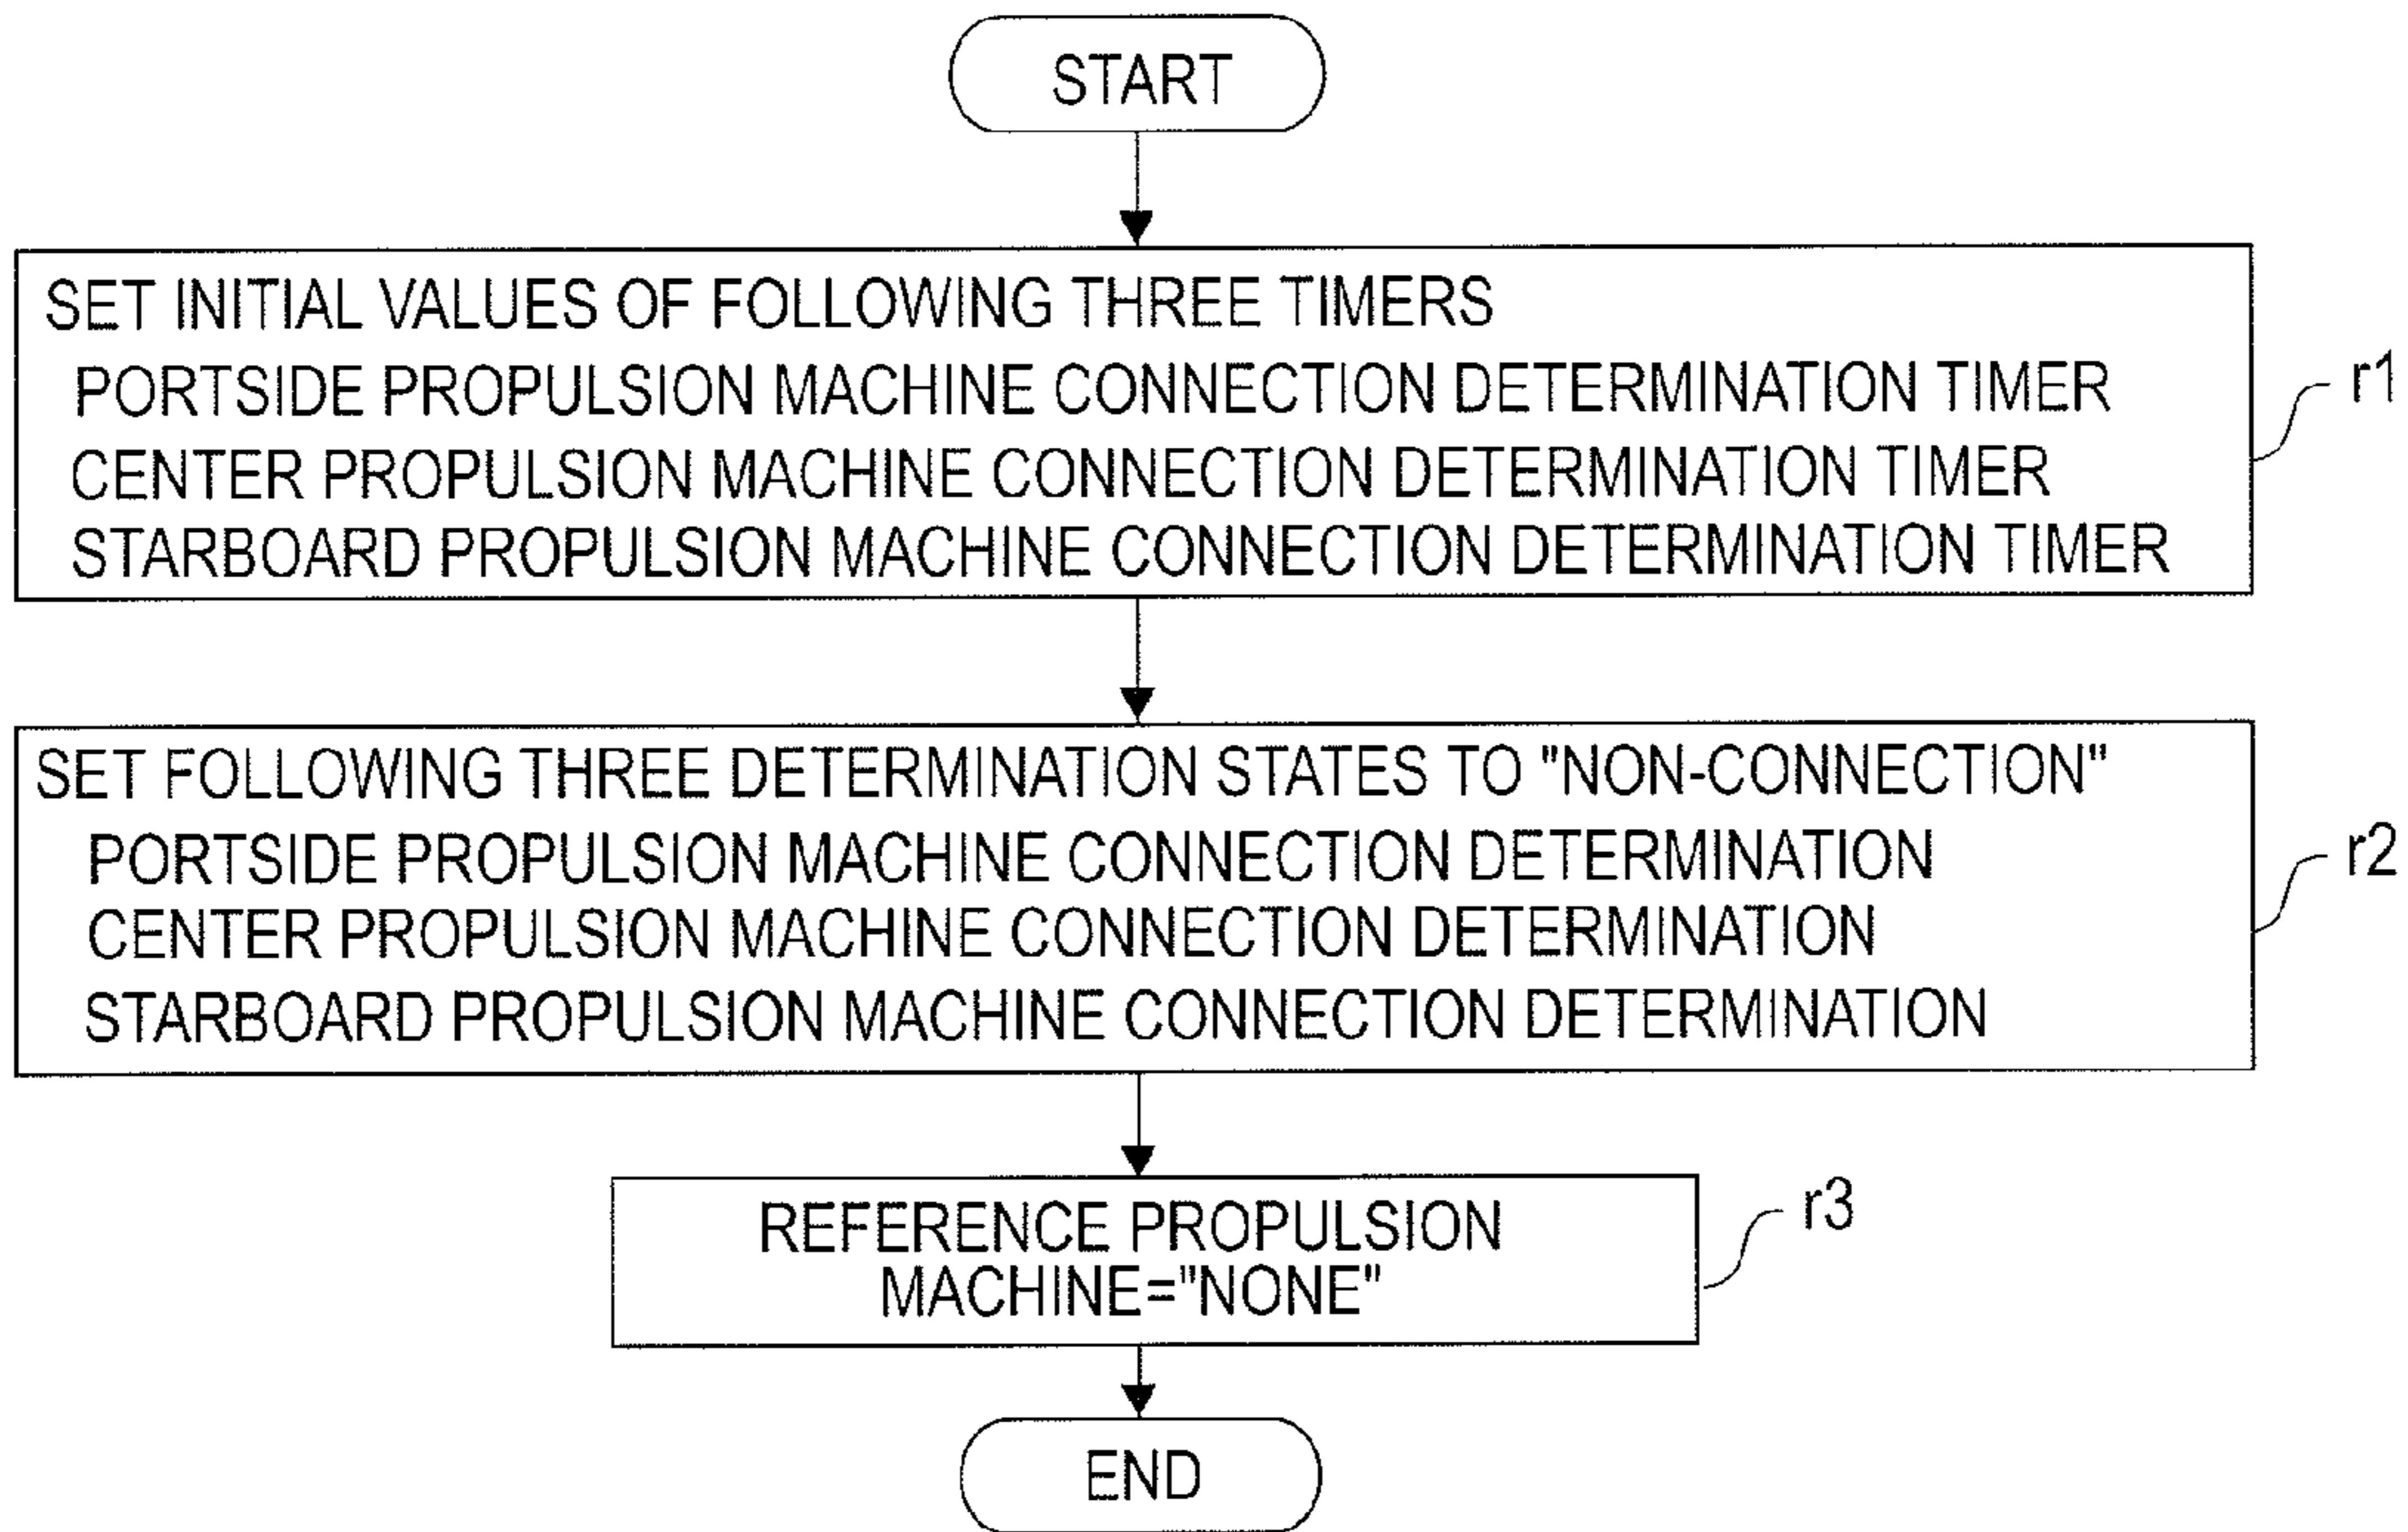 START
SET INITIAL VALUES OF FOLLOWING THREE TIMERS
PORTSIDE PROPULSION MACHINE CONNECTION DETERMINATION TIMER
CENTER PROPULSION MACHINE CONNECTION DETERMINATION TIMER
STARBOARD PROPULSION MACHINE CONNECTION DETERMINATION TIMER
r1
SET FOLLOWING THREE DETERMINATION STATES TO "NON-CONNECTION"
PORTSIDE PROPULSION MACHINE CONNECTION DETERMINATION
CENTER PROPULSION MACHINE CONNECTION DETERMINATION
STARBOARD PROPULSION MACHINE CONNECTION DETERMINATION
r2
REFERENCE PROPULSION
MACHINE="NONE"
r3
END